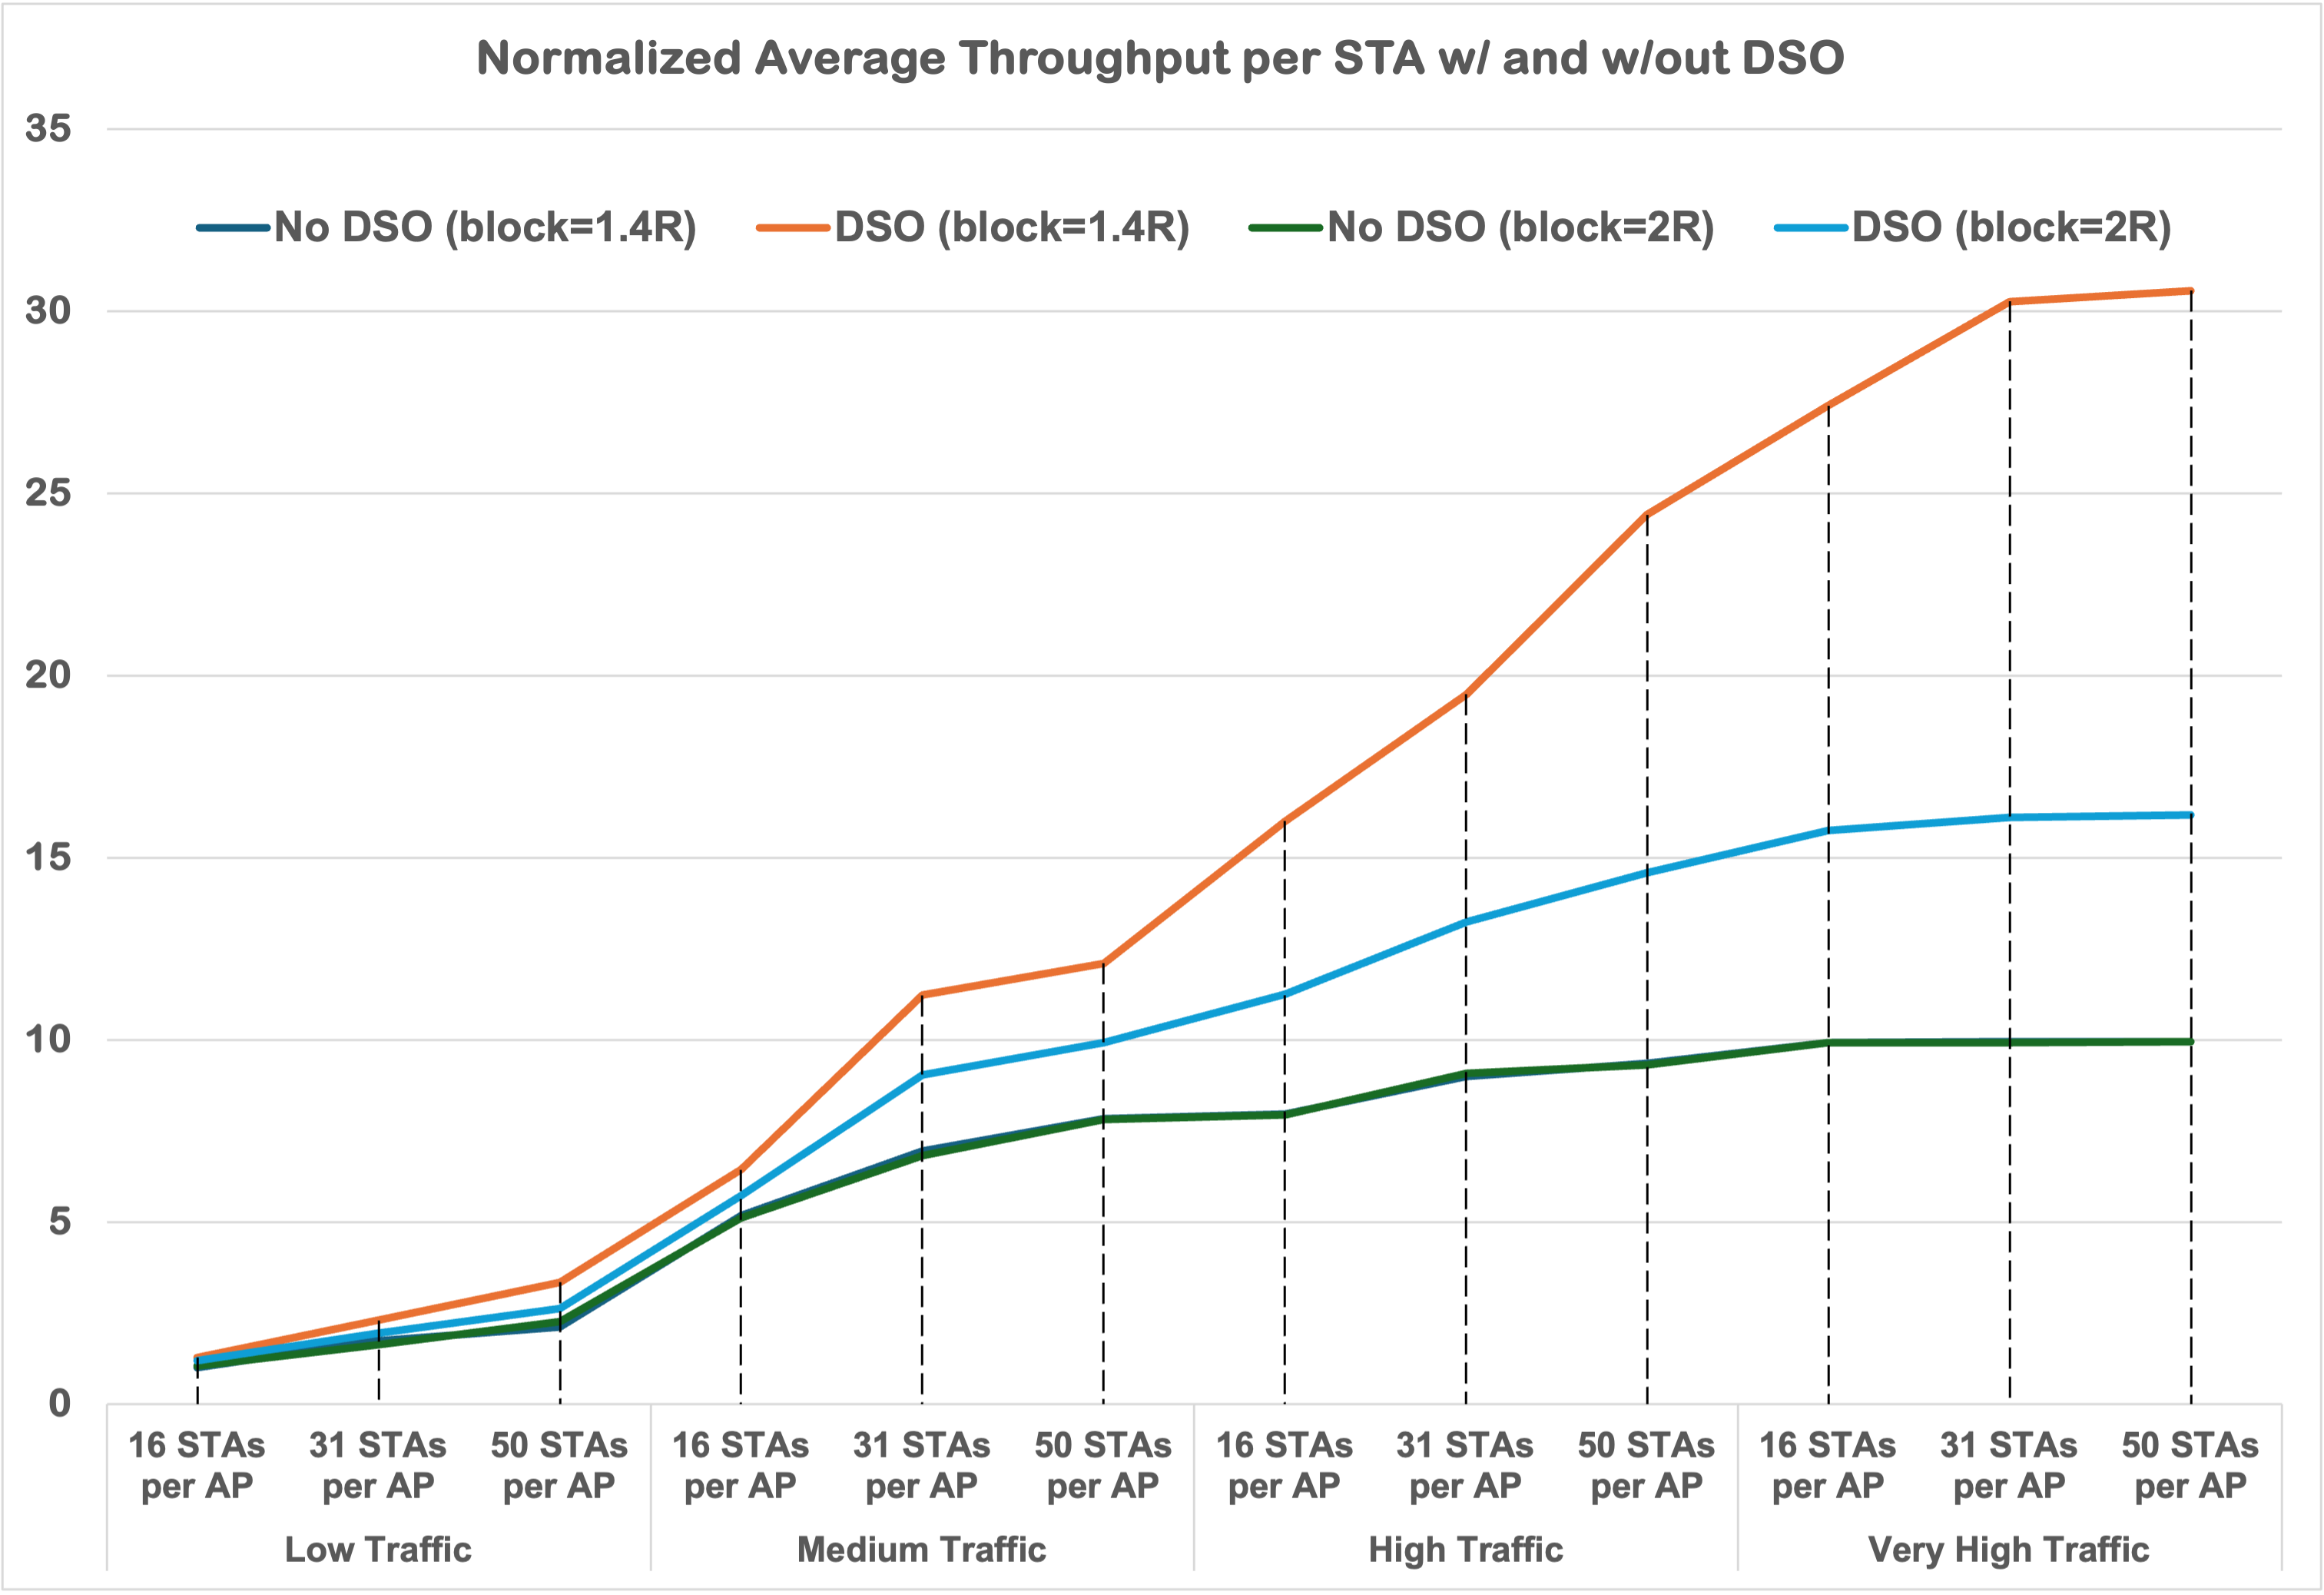 Normalized Average Throughput per STA w/ and w/out DSO
35
No DSO (block=1.4R) DSO (block=1.4R) No DSO (block=2R) DSO (block=2R)
30
25
20
15
10
5
0
16 STAs 31 STAs 50 STAs 16 STAs 31 STAs 50 STAs 16 STAs 31 STAs 50 STAs 16 STAs 31 STAs 50 STAs
per AP per AP per AP per AP per AP per AP per AP per AP per AP per AP per AP per AP
Low Traffic Medium Traffic High Traffic Very High Traffic